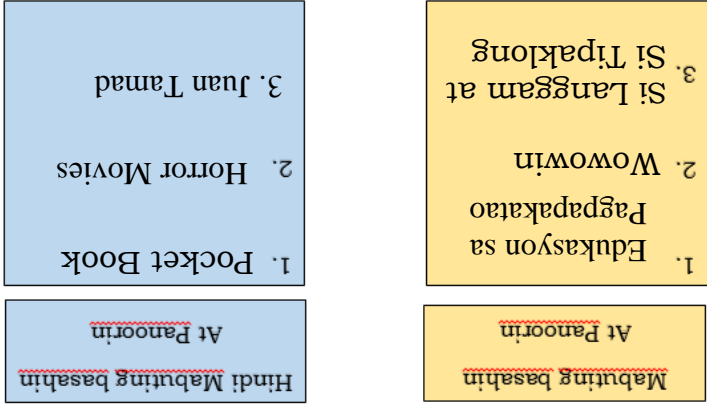 Mabuting basahin
At Panoorin
1. Edukasyon sa
Pagpapakatao
2. Wowowin
3. Si Langgam at
Si Tipaklong
Hindi Mabuting basahin
At Panoorin
1. Pocket Book
2. Horror Movies
3. Juan Tamad